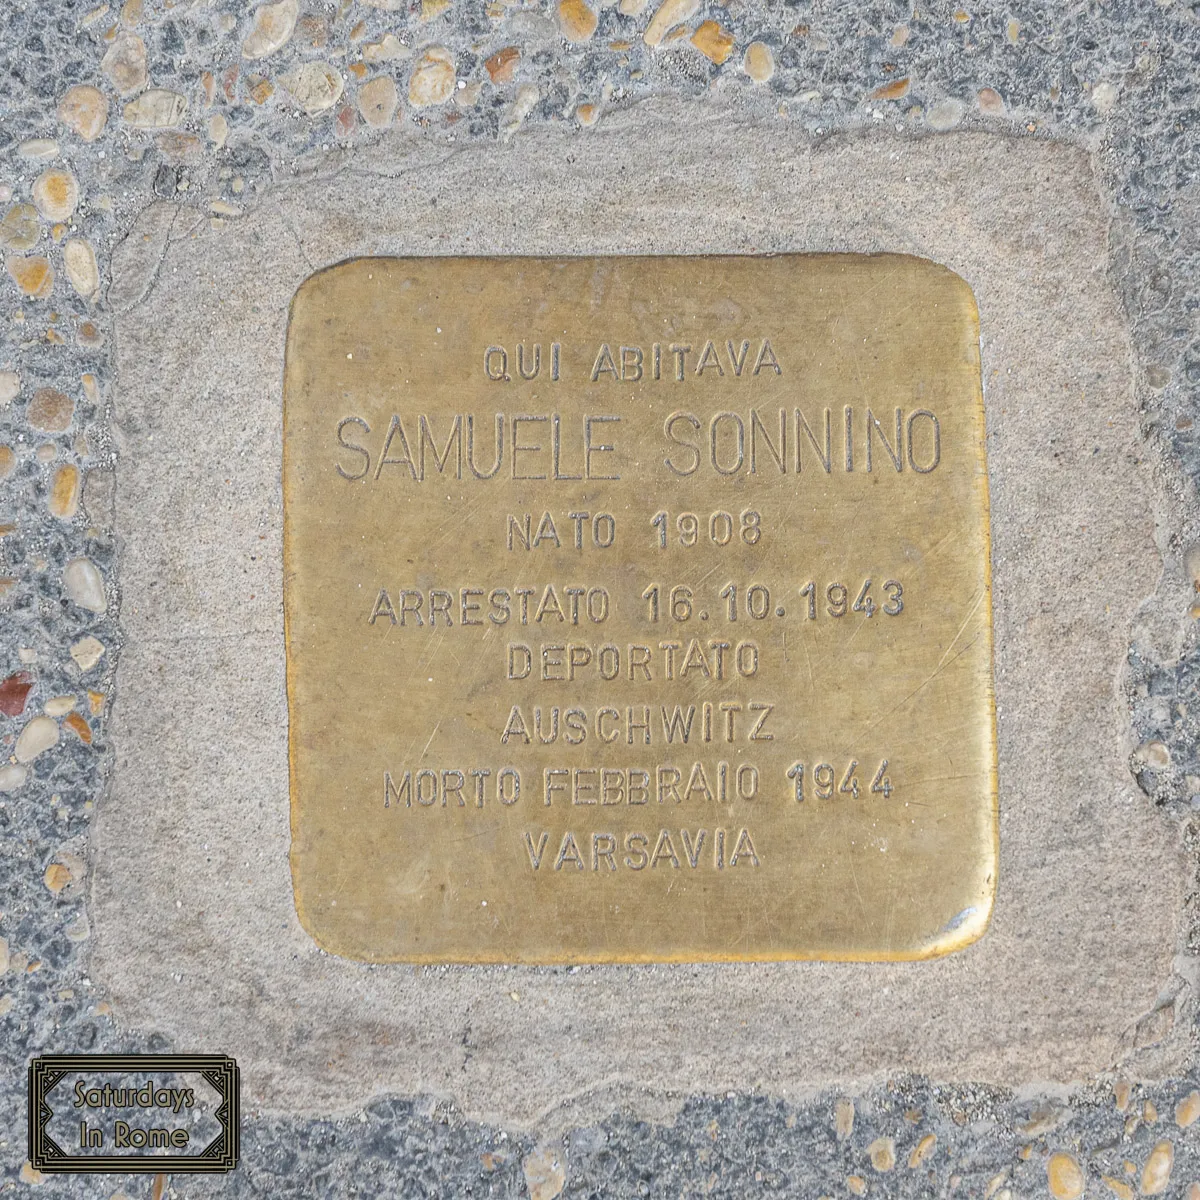 QUI ABITAVA
SAMUELE SONNINO
NATO 1908
ARRESTATO 16.10.1943
DEPORTATO
AUSCHWITZ
MORTO FEBBRAIO 1944
VARSAVIA
Saturdays
In Rome